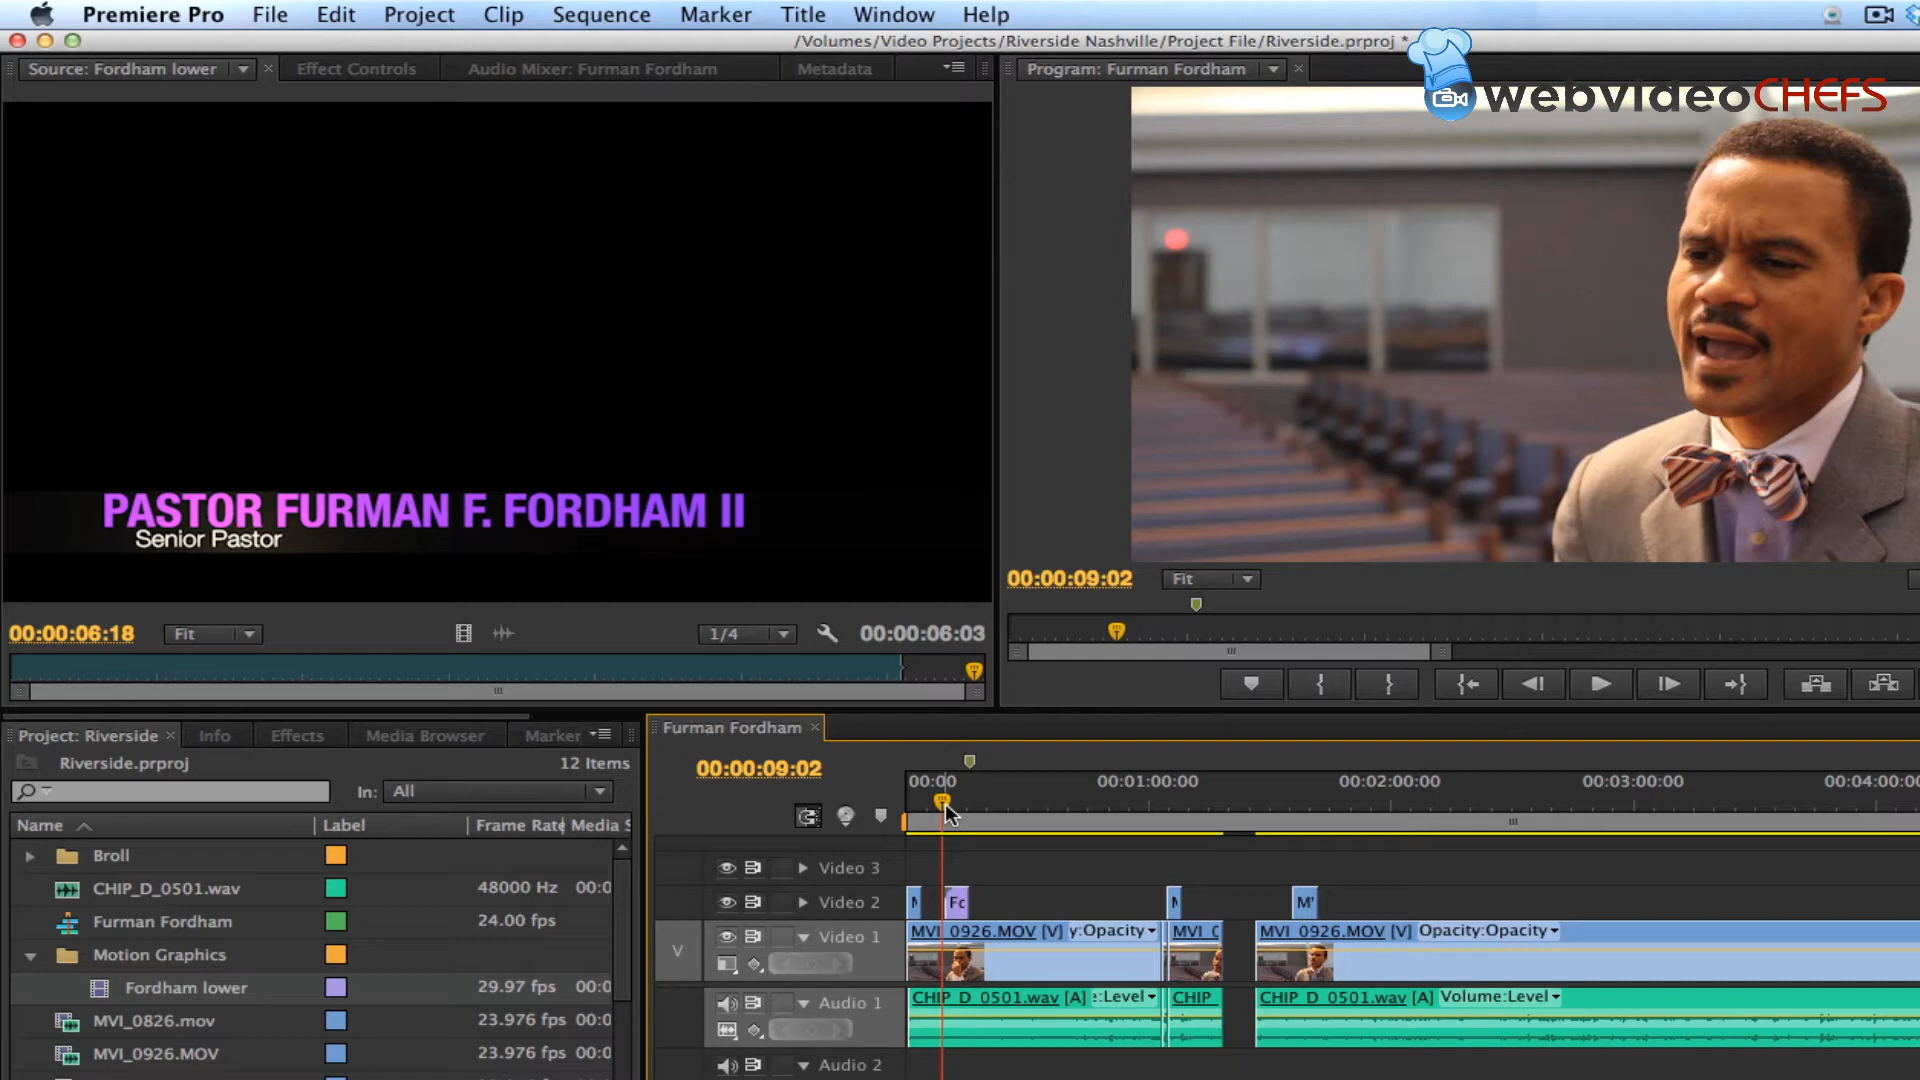 Premiere Pro File Edit Project Clip Sequence Marker Title Window Help
/Volumes/Video Projects/Riverside Nashville/Project File/Riverside.prproj *
Source: Fordham lower Effect Controls Audio Mixer: Furman Fordham Metadata
Program: Furman Fordham
webvideoCHEFS
PASTOR FURMAN F. FORDHAM II
Senior Pastor
00:00:06:18 Fit 1/4 00:00:06:03
00:00:09:02 Fit
Project: Riverside Info Effects Media Browser Marker
Riverside.prproj 12 Items
In: All
Name Label Frame Rate Media S
Broll
CHIP_D_0501.wav 48000 Hz 00:0
Furman Fordham 24.00 fps
Motion Graphics
Fordham lower 29.97 fps 00:0
MVI_0826.mov 23.976 fps 00:0
MVI_0926.MOV 23.976 fps 00:0
Furman Fordham
00:00:09:02
00:00 00:01:00:00 00:02:00:00 00:03:00:00 00:04:00:0
Video 3
Video 2 Fc M'
V Video 1 MVI_0926.MOV [V] y:Opacity MVI_0 MVI_0926.MOV [V] Opacity:Opacity
Audio 1 CHIP_D_0501.wav [A] e:Level CHIP CHIP_D_0501.wav [A] Volume:Level
Audio 2